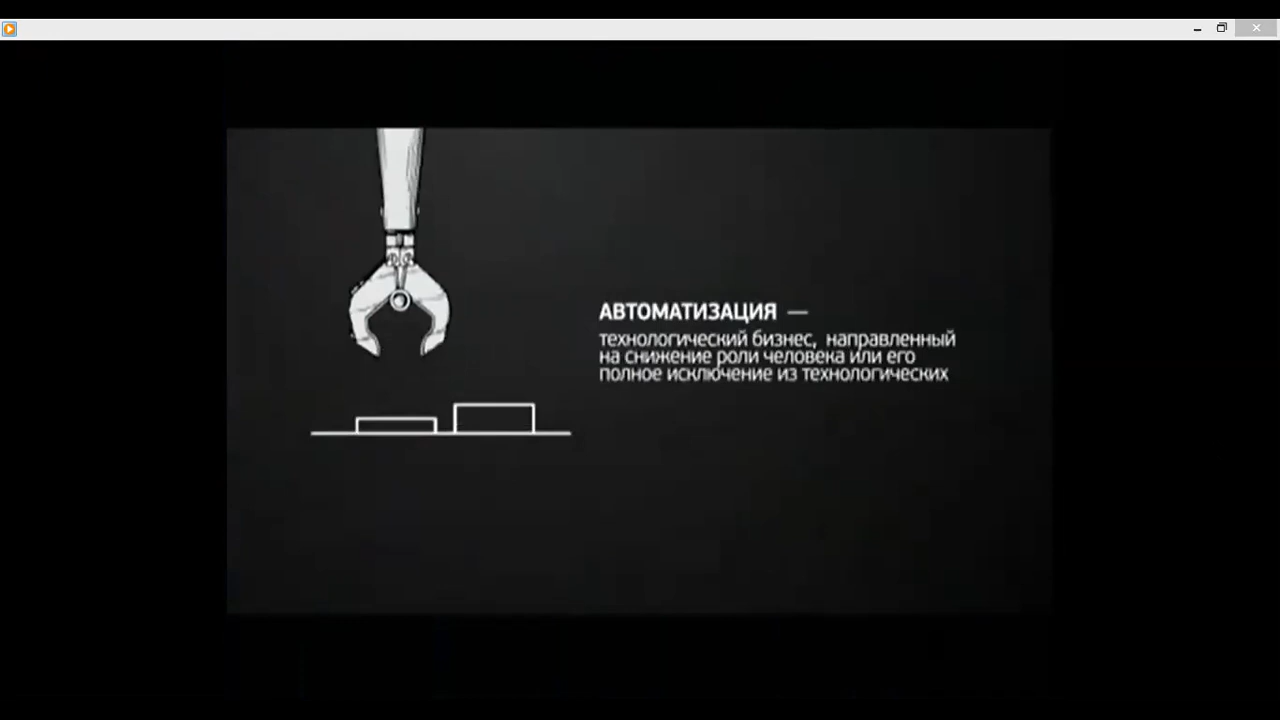 АВТОМАТИЗАЦИЯ —
технологический бизнес, направленный
на снижение роли человека или его
полное исключение из технологических